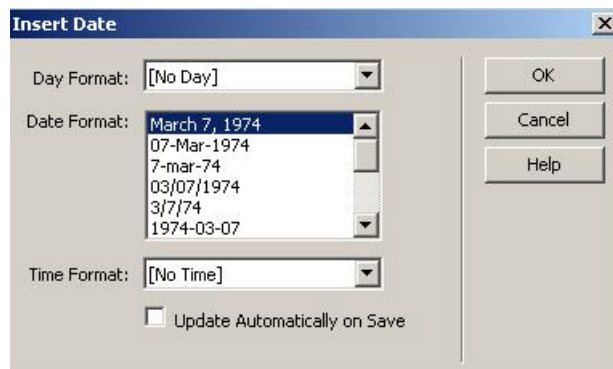 Insert Date
Day Format: [No Day]
OK
Date Format: March 7, 1974
Cancel
07-Mar-1974
7-mar-74
Help
03/07/1974
3/7/74
1974-03-07
Time Format: [No Time]
Update Automatically on Save